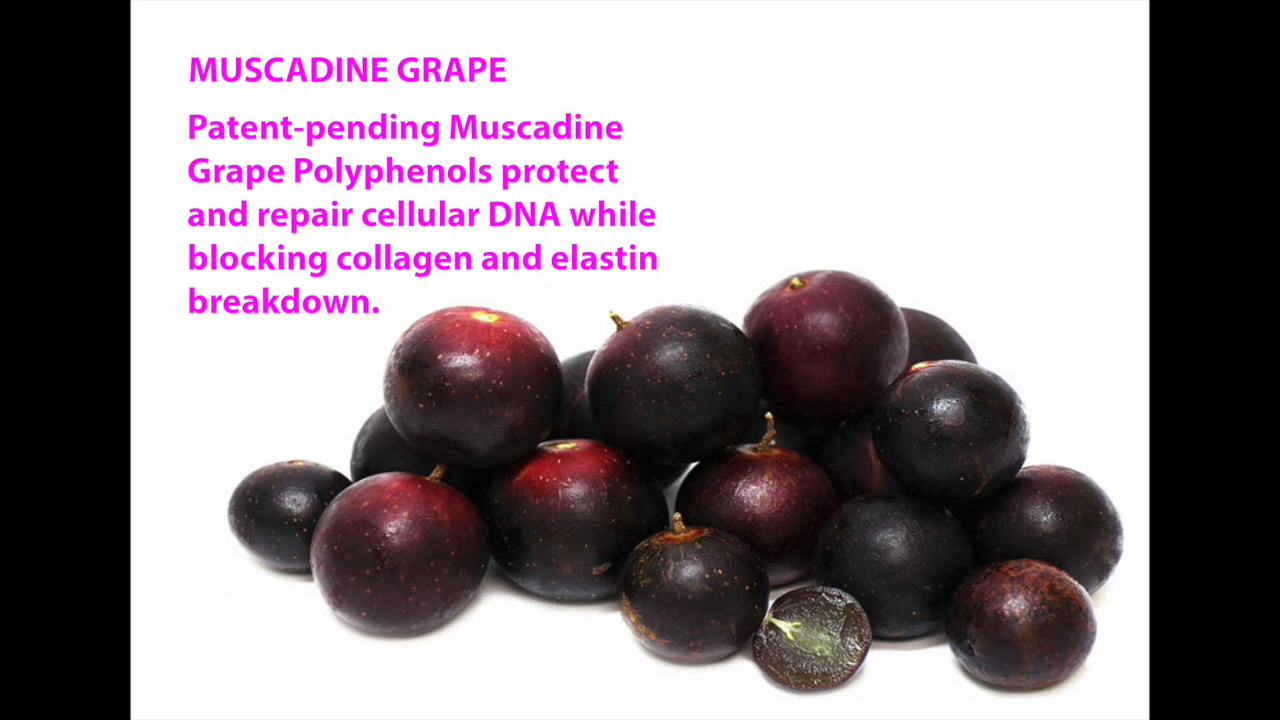 MUSCADINE GRAPE
Patent-pending Muscadine
Grape Polyphenols protect
and repair cellular DNA while
blocking collagen and elastin
breakdown.